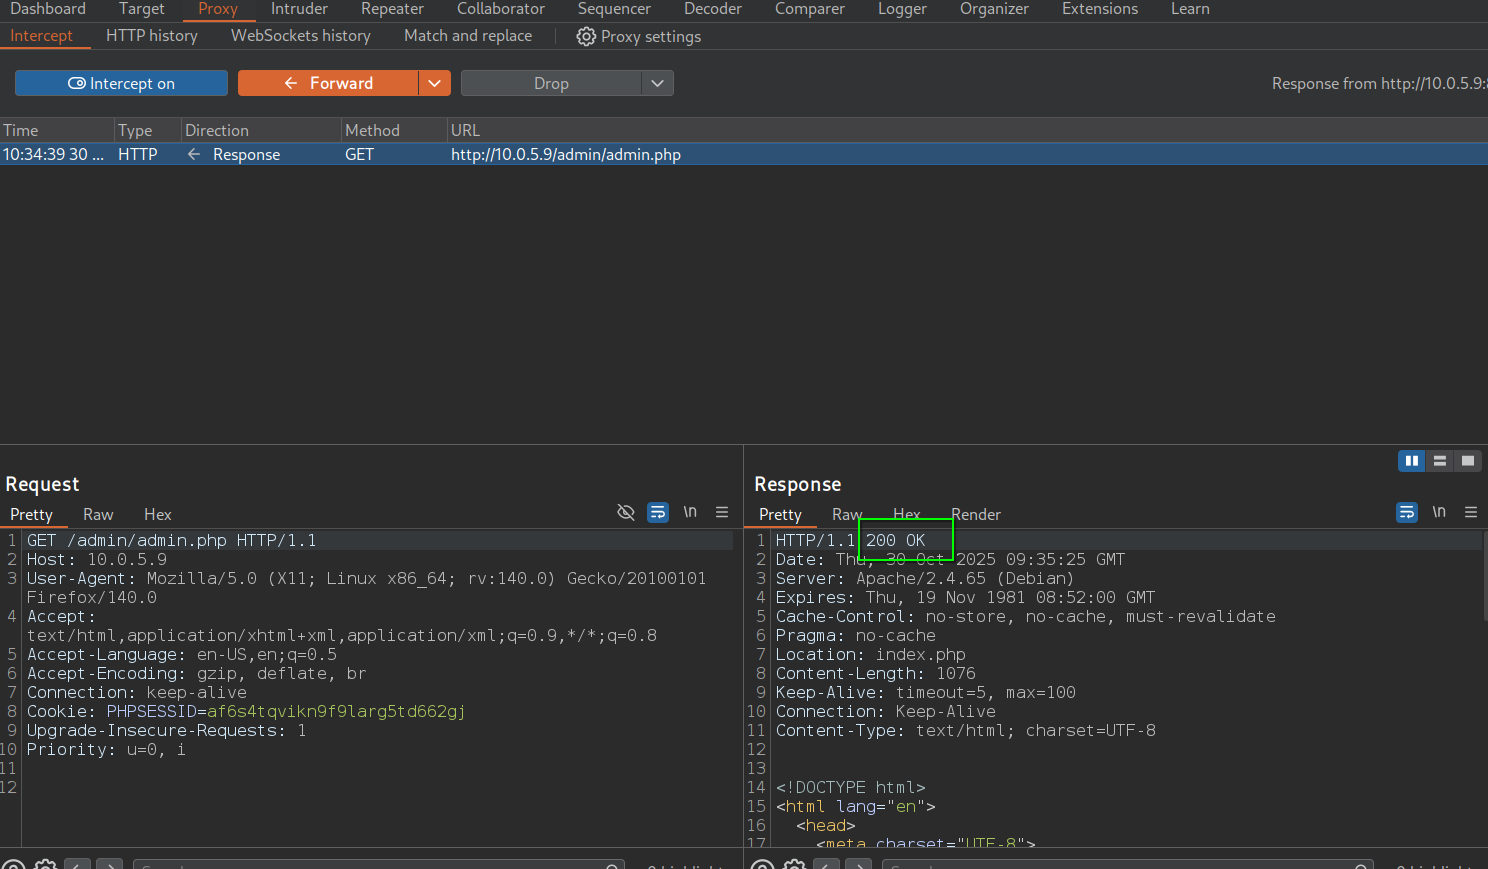 Dashboard Target Proxy Intruder Repeater Collaborator Sequencer Decoder Comparer Logger Organizer Extensions Learn
Intercept HTTP history WebSockets history Match and replace Proxy settings
Intercept on Forward Drop Response from http://10.0.5.9:
Time Type Direction Method URL
10:34:39 30 ... HTTP Response GET http://10.0.5.9/admin/admin.php
Request
Pretty Raw Hex \n
1 GET /admin/admin.php HTTP/1.1
2 Host: 10.0.5.9
3 User-Agent: Mozilla/5.0 (X11; Linux x86_64; rv:140.0) Gecko/20100101
Firefox/140.0
4 Accept:
text/html,application/xhtml+xml,application/xml;q=0.9,*/*;q=0.8
5 Accept-Language: en-US,en;q=0.5
6 Accept-Encoding: gzip, deflate, br
7 Connection: keep-alive
8 Cookie: PHPSESSID=af6s4tqvikn9f9larg5td662gj
9 Upgrade-Insecure-Requests: 1
10 Priority: u=0, i
11
12
Response
Pretty Raw Hex Render \n
1 HTTP/1.1 200 OK
2 Date: Thu, 30 Oct 2025 09:35:25 GMT
3 Server: Apache/2.4.65 (Debian)
4 Expires: Thu, 19 Nov 1981 08:52:00 GMT
5 Cache-Control: no-store, no-cache, must-revalidate
6 Pragma: no-cache
7 Location: index.php
8 Content-Length: 1076
9 Keep-Alive: timeout=5, max=100
10 Connection: Keep-Alive
11 Content-Type: text/html; charset=UTF-8
12
13
14 <!DOCTYPE html>
15 <html lang="en">
16 <head>
17 <meta charset="UTF-8">